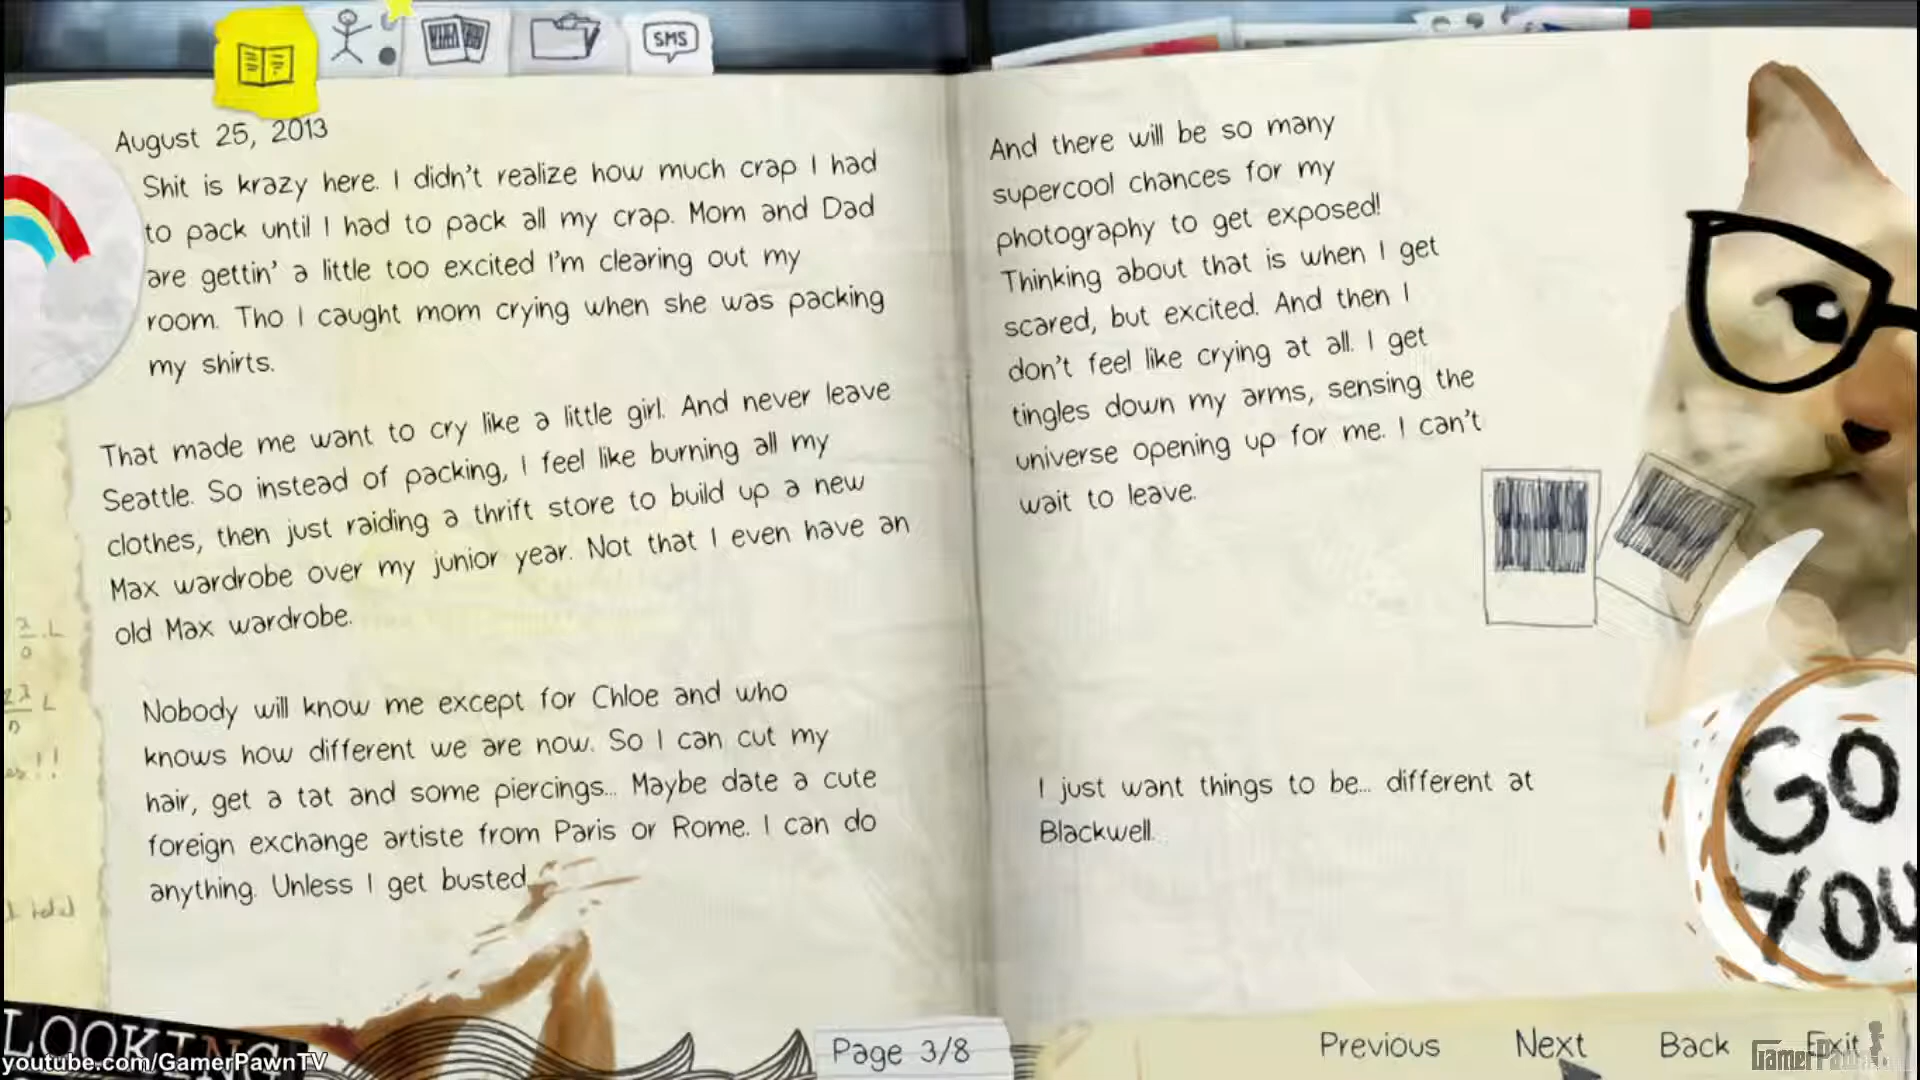 SMS
August 25, 2013
Shit is krazy here. I didn't realize how much crap I had
to pack until I had to pack all my crap. Mom and Dad
are gettin' a little too excited I'm clearing out my
room. Tho I caught mom crying when she was packing
my shirts.
That made me want to cry like a little girl. And never leave
Seattle. So instead of packing, I feel like burning all my
clothes, then just raiding a thrift store to build up a new
Max wardrobe over my junior year. Not that I even have an
old Max wardrobe.
Nobody will know me except for Chloe and who
knows how different we are now. So I can cut my
hair, get a tat and some piercings... Maybe date a cute
foreign exchange artiste from Paris or Rome. I can do
anything. Unless I get busted.
And there will be so many
supercool chances for my
photography to get exposed!
Thinking about that is when I get
scared, but excited. And then I
don't feel like crying at all. I get
tingles down my arms, sensing the
universe opening up for me. I can't
wait to leave.
I just want things to be... different at
Blackwell.
GO
YOU
LOOKING
youtube.com/GamerPawnTV
Page 3/8
Previous Next Back Exit